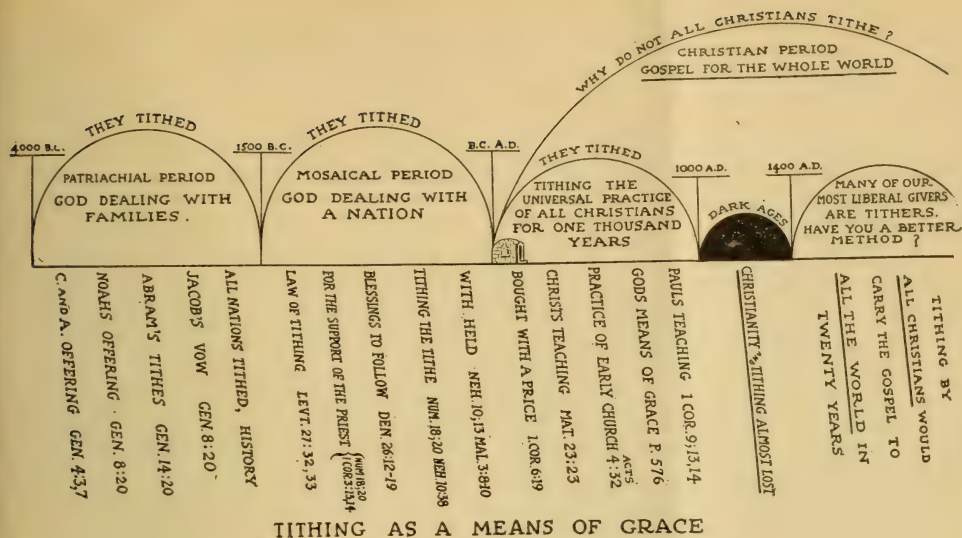 WHY DO NOT ALL CHRISTIANS TITHE?
CHRISTIAN PERIOD
GOSPEL FOR THE WHOLE WORLD
4000 B.C.
THEY TITHED
PATRIACHIAL PERIOD
GOD DEALING WITH
FAMILIES.
1500 B.C.
THEY TITHED
MOSAICAL PERIOD
GOD DEALING WITH
A NATION
B.C. A.D.
THEY TITHED
TITHING THE
UNIVERSAL PRACTICE
OF ALL CHRISTIANS
FOR ONE THOUSAND
YEARS
1000 A.D.
DARK AGES
1400 A.D.
MANY OF OUR
MOST LIBERAL GIVERS
ARE TITHERS.
HAVE YOU A BETTER
METHOD?
C. AND A. OFFERING GEN. 4:3,7
NOAHS OFFERING. GEN. 8:20
ABRAM'S TITHES GEN. 14:20
JACOB'S VOW GEN. 8:20
ALL NATIONS TITHED, HISTORY
LAW OF TITHING LEVT. 27:32,33
FOR THE SUPPORT OF THE PRIEST {NUM 18;20
1COR 3:13,14
BLESSINGS TO FOLLOW DEN. 26:12-19
TITHING THE TITHE NUM. 18;20 NEH. 10:38
WITH HELD NEH. 10;13 MAL. 3:8-10
BOUGHT WITH A PRICE 1.COR. 6:19
CHRISTS TEACHING MAT. 23:23
PRACTICE OF EARLY CHURCH ACTS 4:32
GODS MEANS OF GRACE P. 576
PAULS TEACHING 1 COR. 9;13,14
CHRISTIANITY AND TITHING ALMOST LOST
TITHING BY
ALL CHRISTIANS WOULD
CARRY THE GOSPEL TO
ALL THE WORLD IN
TWENTY YEARS
TITHING AS A MEANS OF GRACE